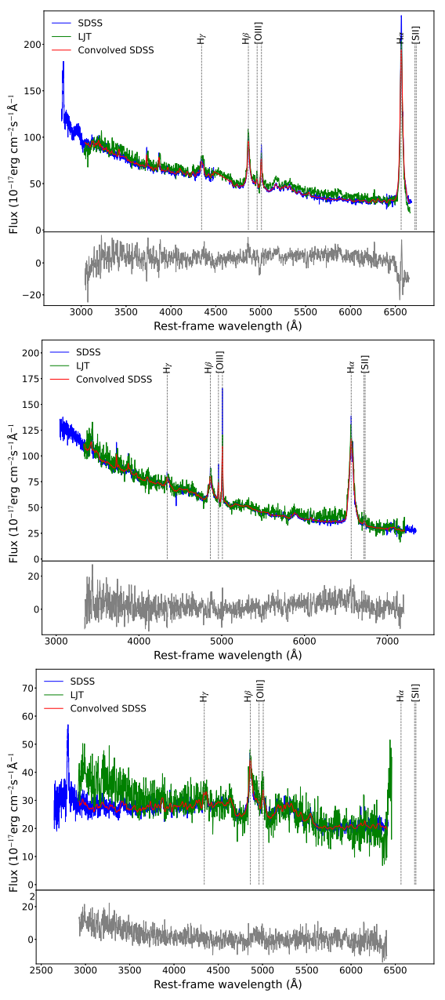 SDSS
LJT
Convolved SDSS
Hγ
Hβ
[OIII]
Hα
[SII]
200
150
100
50
0
Flux (10⁻¹⁷erg cm⁻²s⁻¹Å⁻¹)
0
−20
3000 3500 4000 4500 5000 5500 6000 6500
Rest-frame wavelength (Å)
SDSS
LJT
Convolved SDSS
Hγ
Hβ
[OIII]
Hα
[SII]
200
175
150
125
100
75
50
25
0
Flux (10⁻¹⁷erg cm⁻²s⁻¹Å⁻¹)
20
0
3000 4000 5000 6000 7000
Rest-frame wavelength (Å)
SDSS
LJT
Convolved SDSS
Hγ
Hβ
[OIII]
Hα
[SII]
70
60
50
40
30
20
10
0
Flux (10⁻¹⁷erg cm⁻²s⁻¹Å⁻¹)
2
20
0
2500 3000 3500 4000 4500 5000 5500 6000 6500
Rest-frame wavelength (Å)